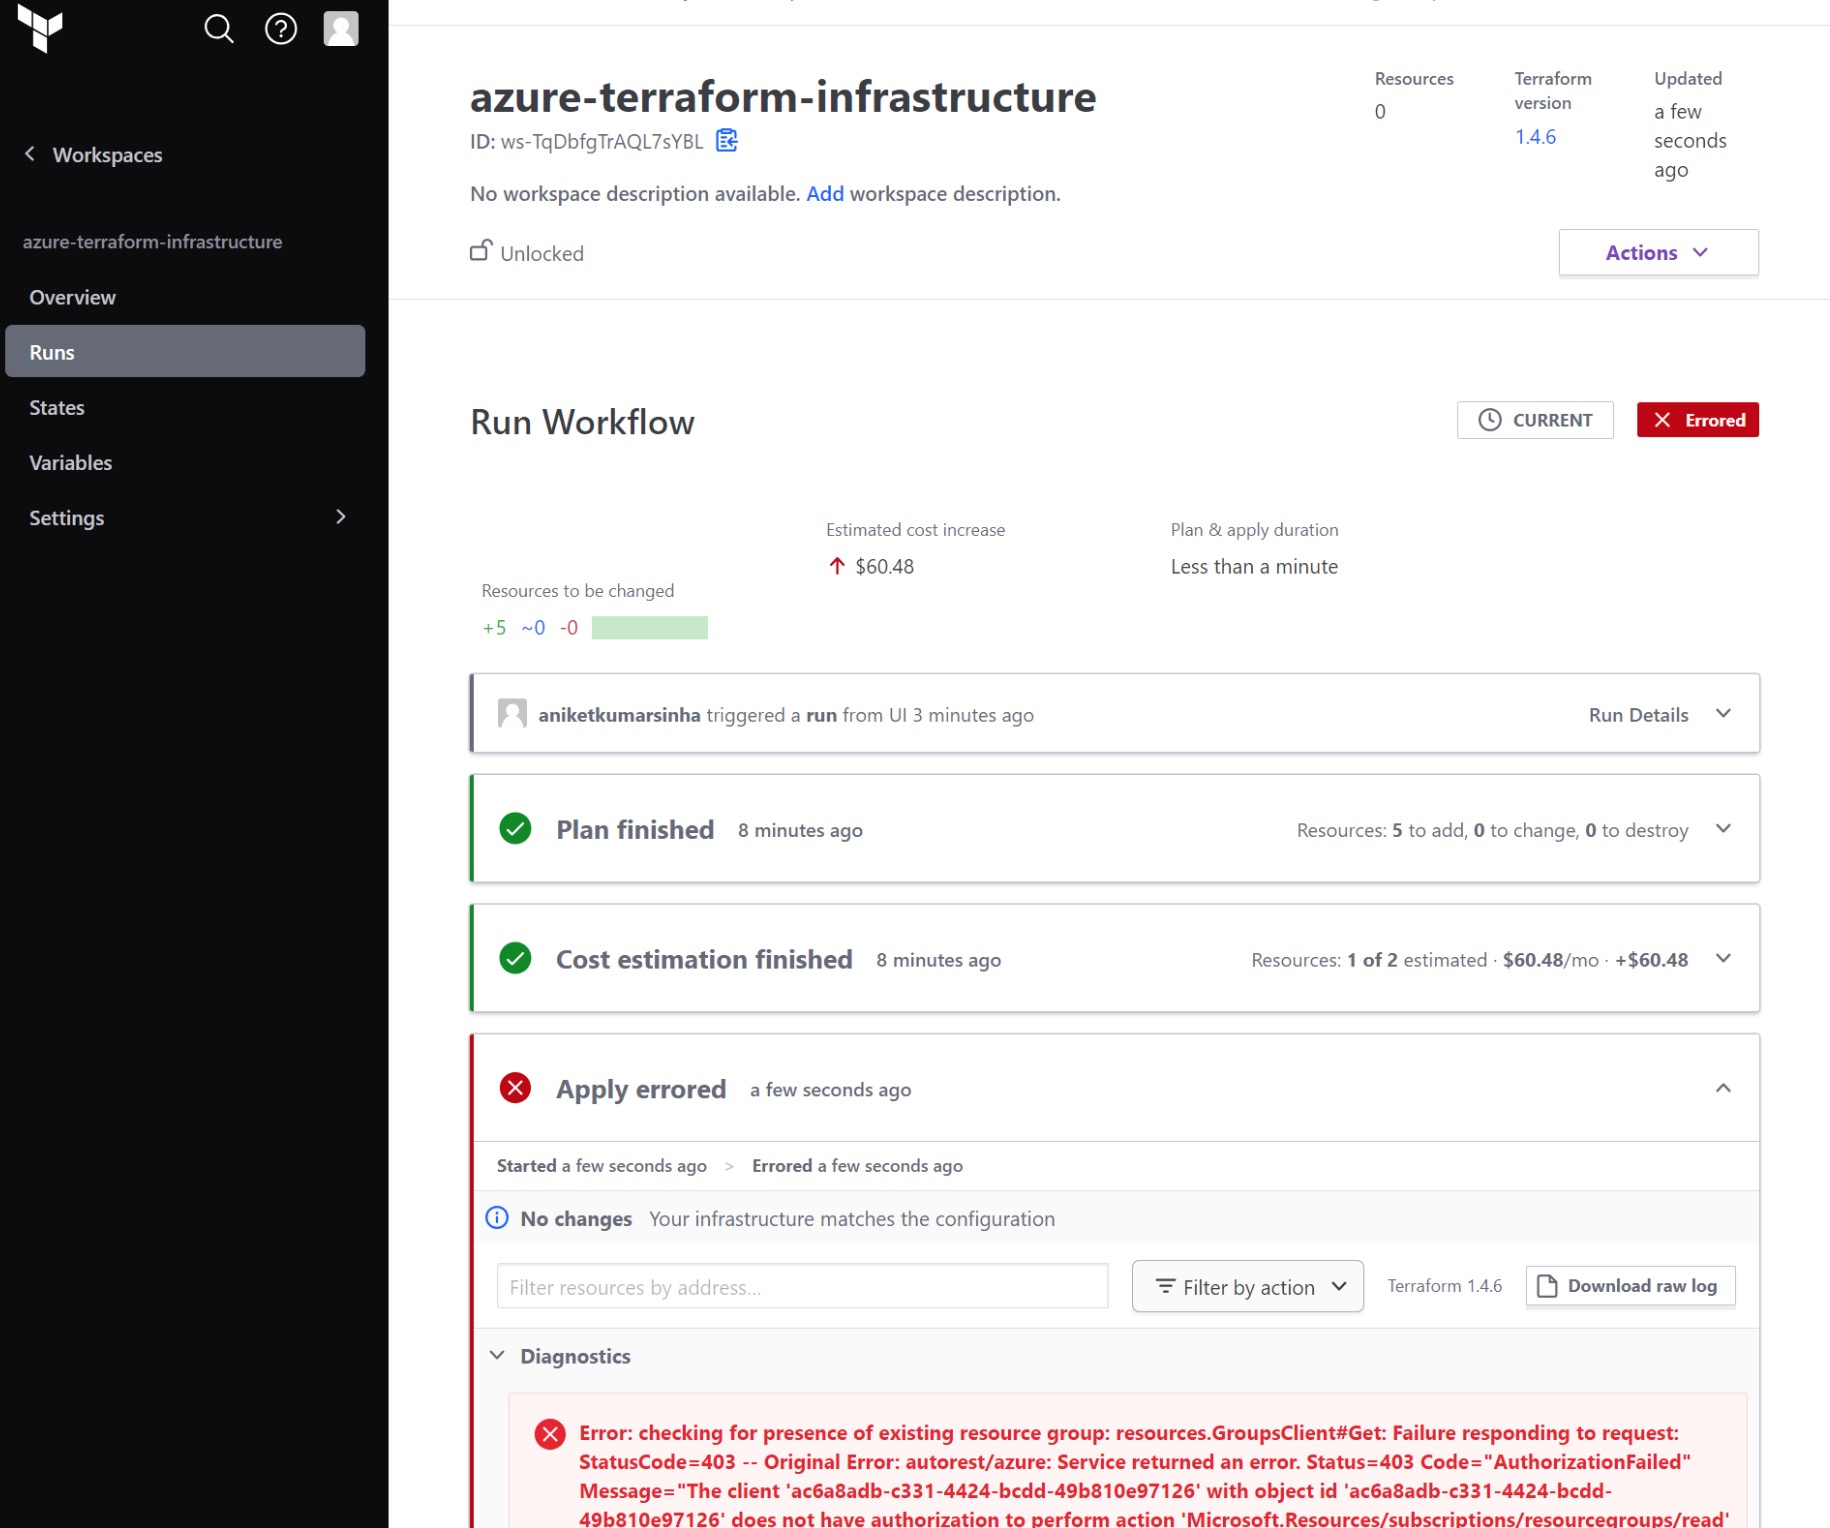 azure-terraform-infrastructure
ID: ws-TqDbfgTrAQL7sYBL
No workspace description available. Add workspace description.
Unlocked
Resources
0
Terraform
version
1.4.6
Updated
a few
seconds
ago
Actions
Workspaces
azure-terraform-infrastructure
Overview
Runs
States
Variables
Settings
Run Workflow
CURRENT
Errored
Resources to be changed
+5 ~0 -0
Estimated cost increase
$60.48
Plan & apply duration
Less than a minute
aniketkumarsinha triggered a run from UI 3 minutes ago
Run Details
Plan finished 8 minutes ago
Resources: 5 to add, 0 to change, 0 to destroy
Cost estimation finished 8 minutes ago
Resources: 1 of 2 estimated · $60.48/mo · +$60.48
Apply errored a few seconds ago
Started a few seconds ago > Errored a few seconds ago
No changes Your infrastructure matches the configuration
Filter resources by address...
Filter by action
Terraform 1.4.6
Download raw log
Diagnostics
Error: checking for presence of existing resource group: resources.GroupsClient#Get: Failure responding to request:
StatusCode=403 -- Original Error: autorest/azure: Service returned an error. Status=403 Code="AuthorizationFailed"
Message="The client 'ac6a8adb-c331-4424-bcdd-49b810e97126' with object id 'ac6a8adb-c331-4424-bcdd-
49b810e97126' does not have authorization to perform action 'Microsoft.Resources/subscriptions/resourcegroups/read'